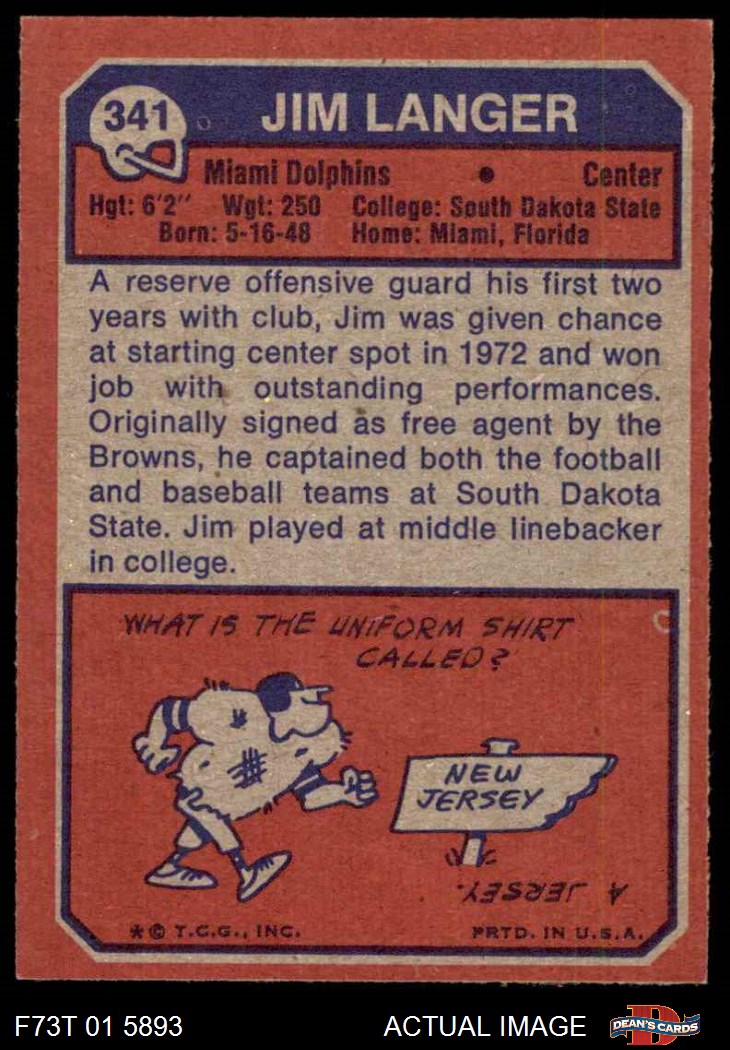 341
JIM LANGER
Miami Dolphins • Center
Hgt: 6'2" Wgt: 250 College: South Dakota State
Born: 5-16-48 Home: Miami, Florida
A reserve offensive guard his first two
years with club, Jim was given chance
at starting center spot in 1972 and won
job with outstanding performances.
Originally signed as free agent by the
Browns, he captained both the football
and baseball teams at South Dakota
State. Jim played at middle linebacker
in college.
WHAT IS THE UNIFORM SHIRT
CALLED?
NEW
JERSEY
A JERSEY.
*© T.C.G., INC. PRTD. IN U.S.A.
F73T 01 5893 ACTUAL IMAGE
D
DEAN'S CARDS